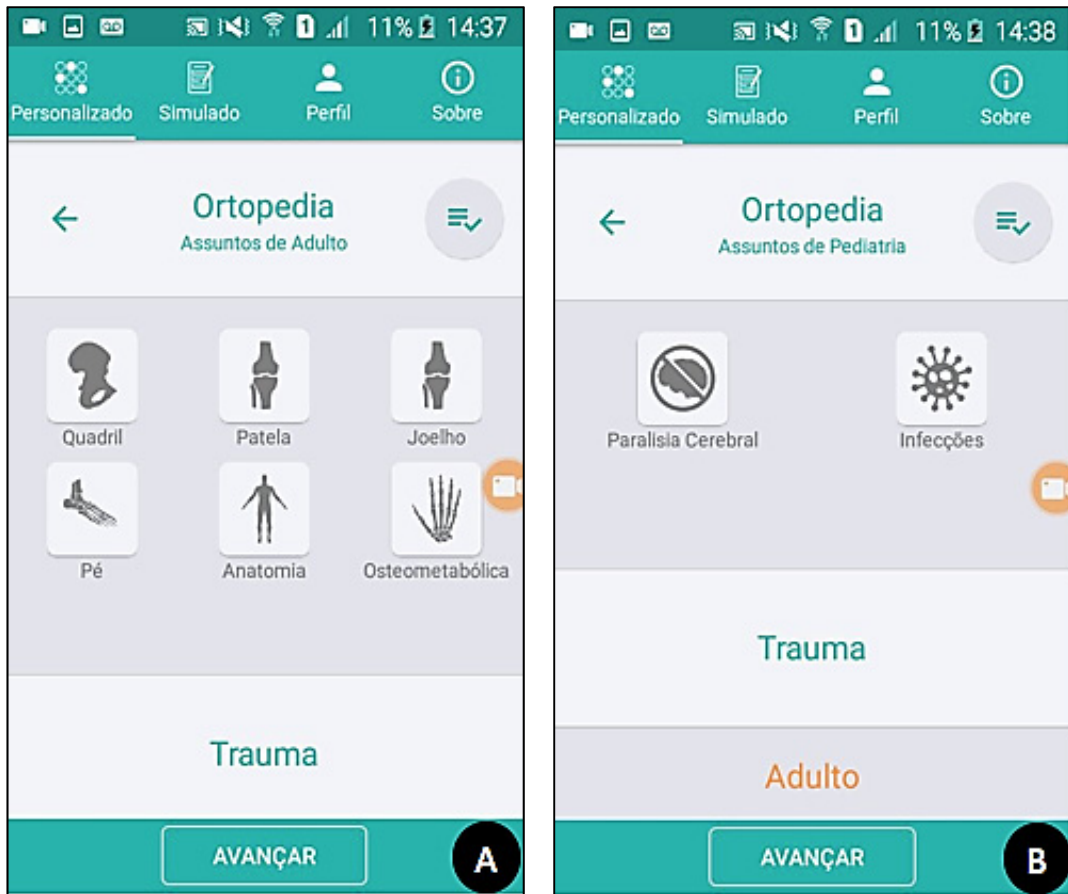 11% 14:37
Personalizado Simulado Perfil Sobre
Ortopedia
Assuntos de Adulto
Quadril Patela Joelho
Pé Anatomia Osteometabólica
Trauma
AVANÇAR
A
1 11% 14:38
Personalizado Simulado Perfil Sobre
Ortopedia
Assuntos de Pediatria
Paralisia Cerebral Infecções
Trauma
Adulto
AVANÇAR
B